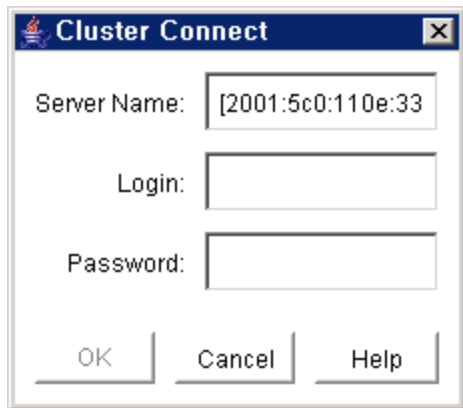 Cluster Connect
Server Name: [2001:5c0:110e:33
Login:
Password:
OK Cancel Help